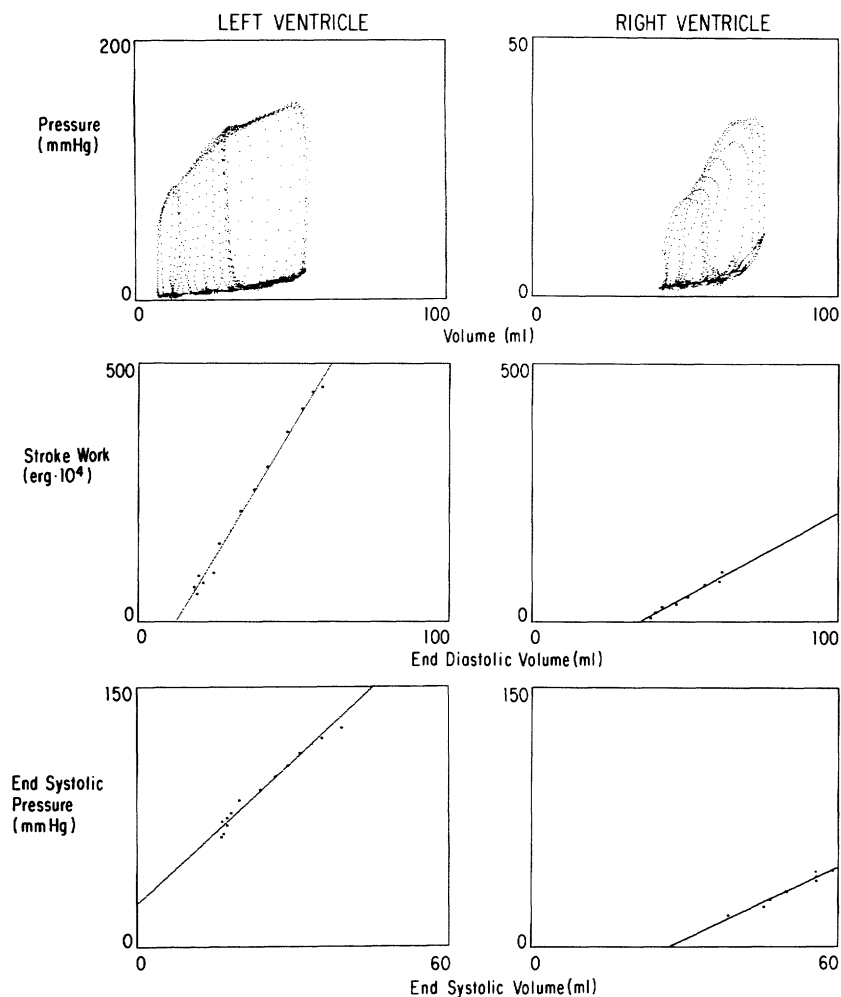 LEFT VENTRICLE
RIGHT VENTRICLE
200
50
Pressure
(mmHg)
0
0
0
100
0
100
Volume (ml)
500
500
Stroke Work
(erg·10⁴)
0
0
0
100
0
100
End Diastolic Volume (ml)
150
150
End Systolic
Pressure
(mmHg)
0
0
0
60
0
60
End Systolic Volume (ml)